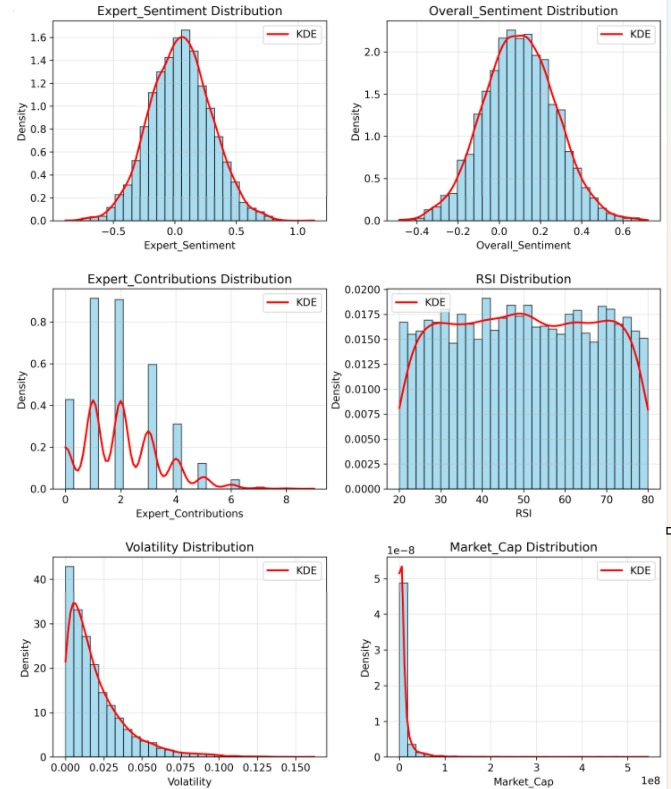 Expert_Sentiment Distribution
KDE
1.6
1.4
1.2
1.0
0.8
0.6
0.4
0.2
0.0
Density
−0.5 0.0 0.5 1.0
Expert_Sentiment
Overall_Sentiment Distribution
KDE
2.0
1.5
1.0
0.5
0.0
Density
−0.4 −0.2 0.0 0.2 0.4 0.6
Overall_Sentiment
Expert_Contributions Distribution
KDE
0.8
0.6
0.4
0.2
0.0
Density
0 2 4 6 8
Expert_Contributions
RSI Distribution
KDE
0.0200
0.0175
0.0150
0.0125
0.0100
0.0075
0.0050
0.0025
0.0000
Density
20 30 40 50 60 70 80
RSI
Volatility Distribution
KDE
40
30
20
10
0
Density
0.000 0.025 0.050 0.075 0.100 0.125 0.150
Volatility
Market_Cap Distribution
1e−8
KDE
5
4
3
2
1
0
Density
0 1 2 3 4 5
1e8
Market_Cap